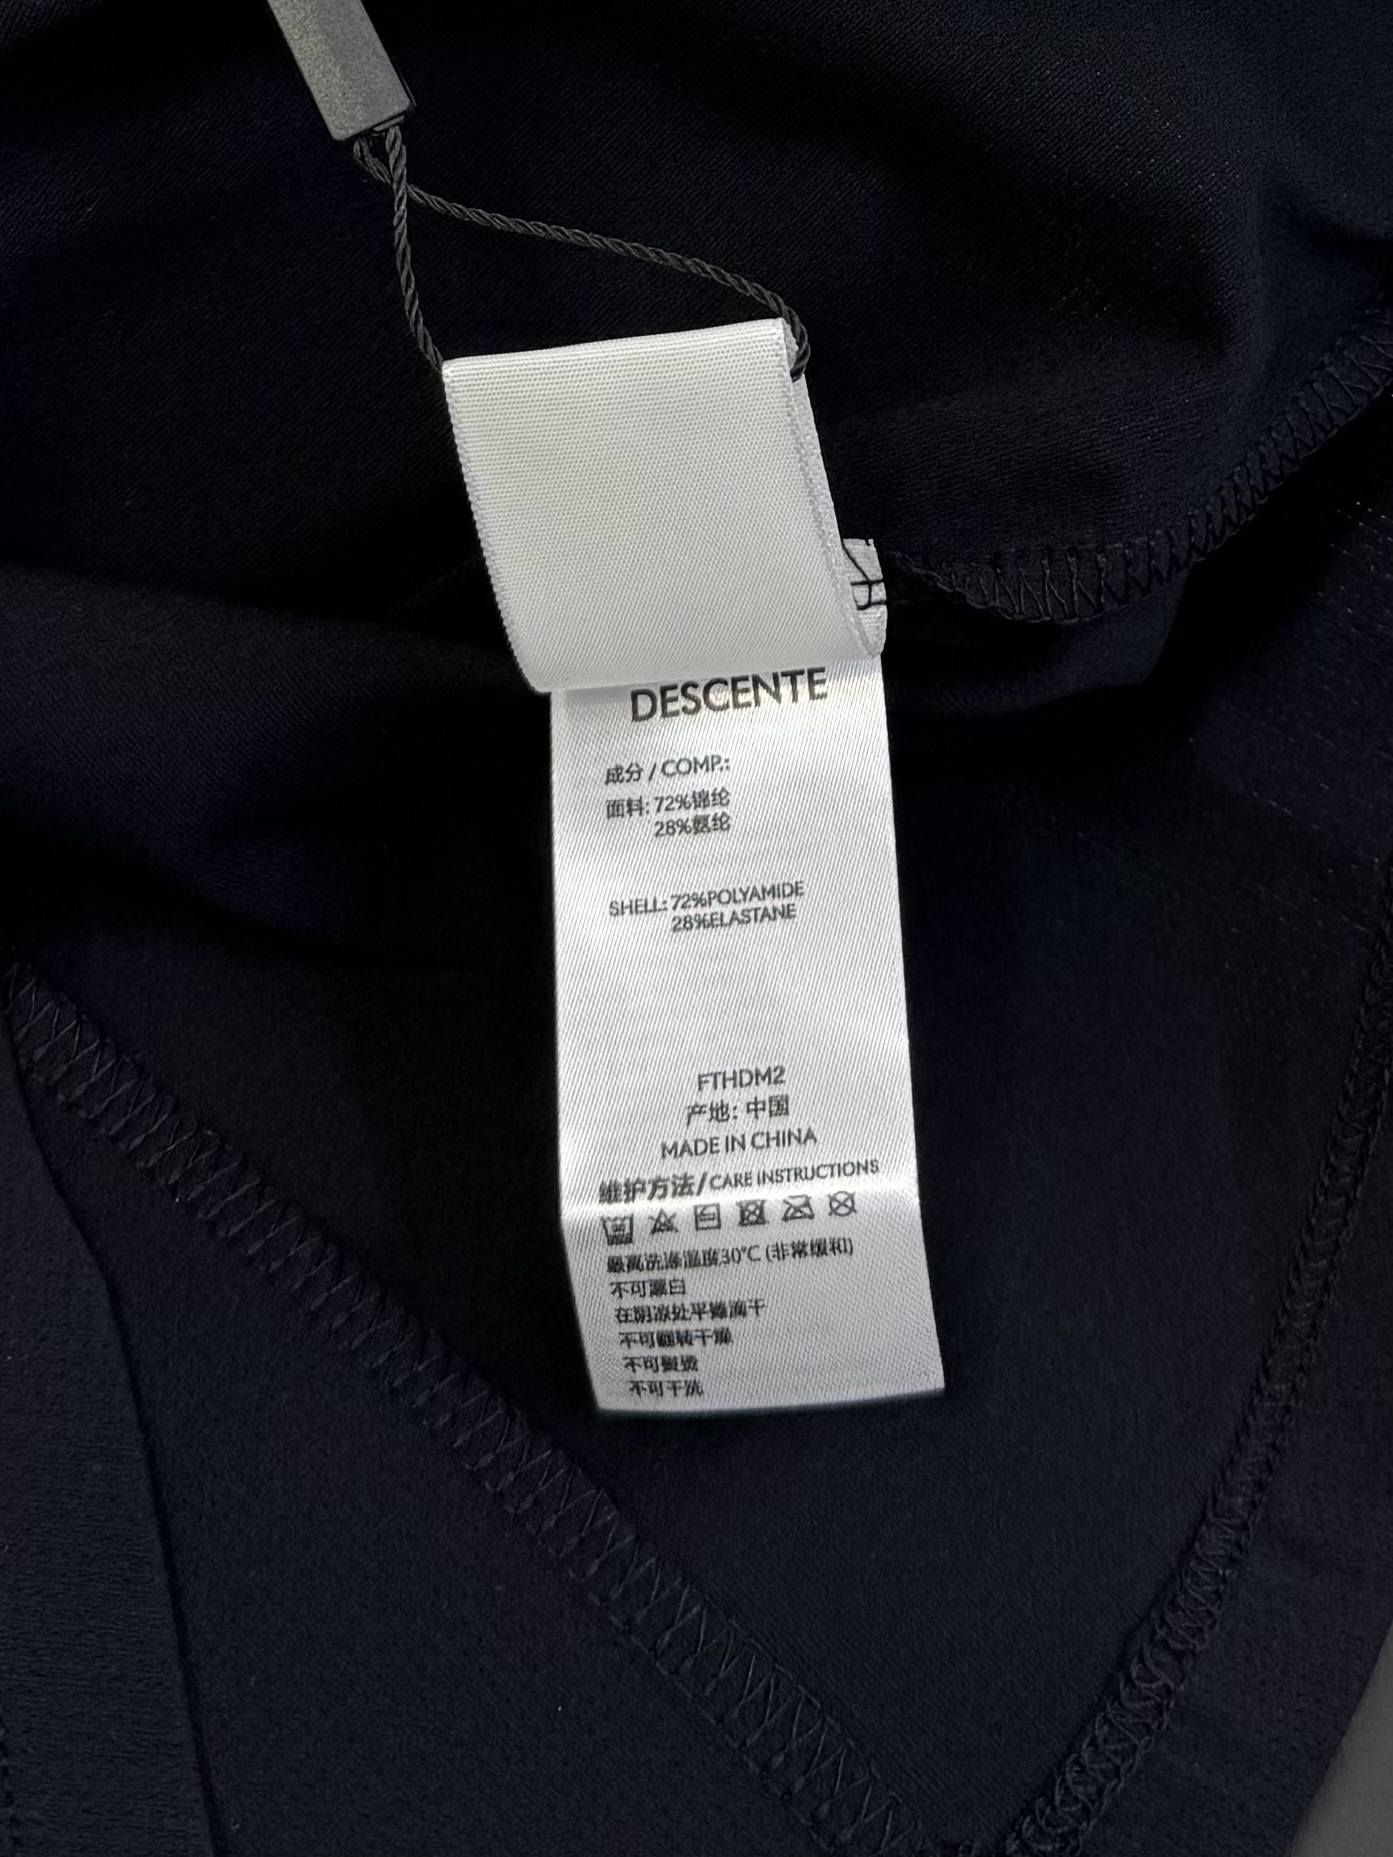 DESCENTE
成分 / COMP.:
面料: 72%锦纶
28%氨纶
SHELL: 72%POLYAMIDE
28%ELASTANE
FTHDM2
产地: 中国
MADE IN CHINA
维护方法/CARE INSTRUCTIONS
最高洗涤温度30°C (非常缓和)
不可漂白
在阴凉处平摊滴干
不可翻转干燥
不可熨烫
不可干洗